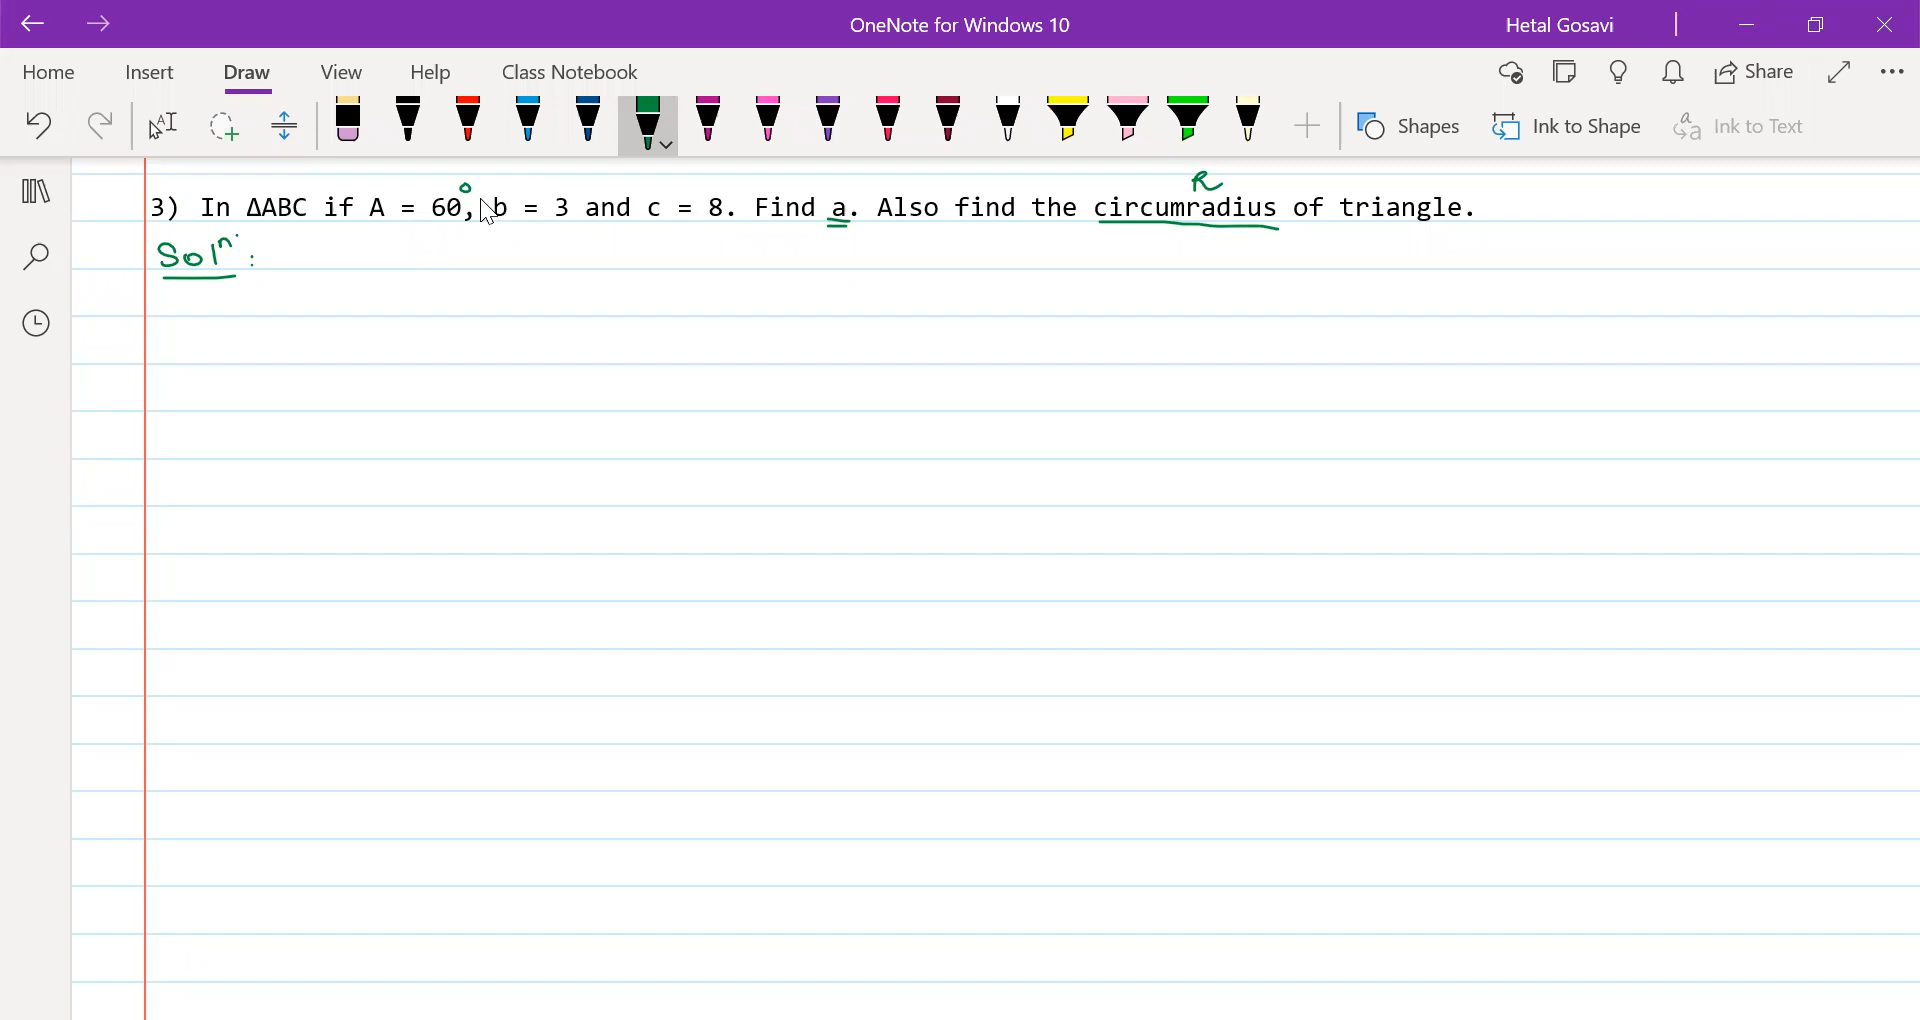 OneNote for Windows 10
Hetal Gosavi
Home Insert Draw View Help Class Notebook Share
Shapes Ink to Shape Ink to Text
R
3) In ΔABC if A = 60°, b = 3 and c = 8. Find a. Also find the circumradius of triangle.
Solⁿ: